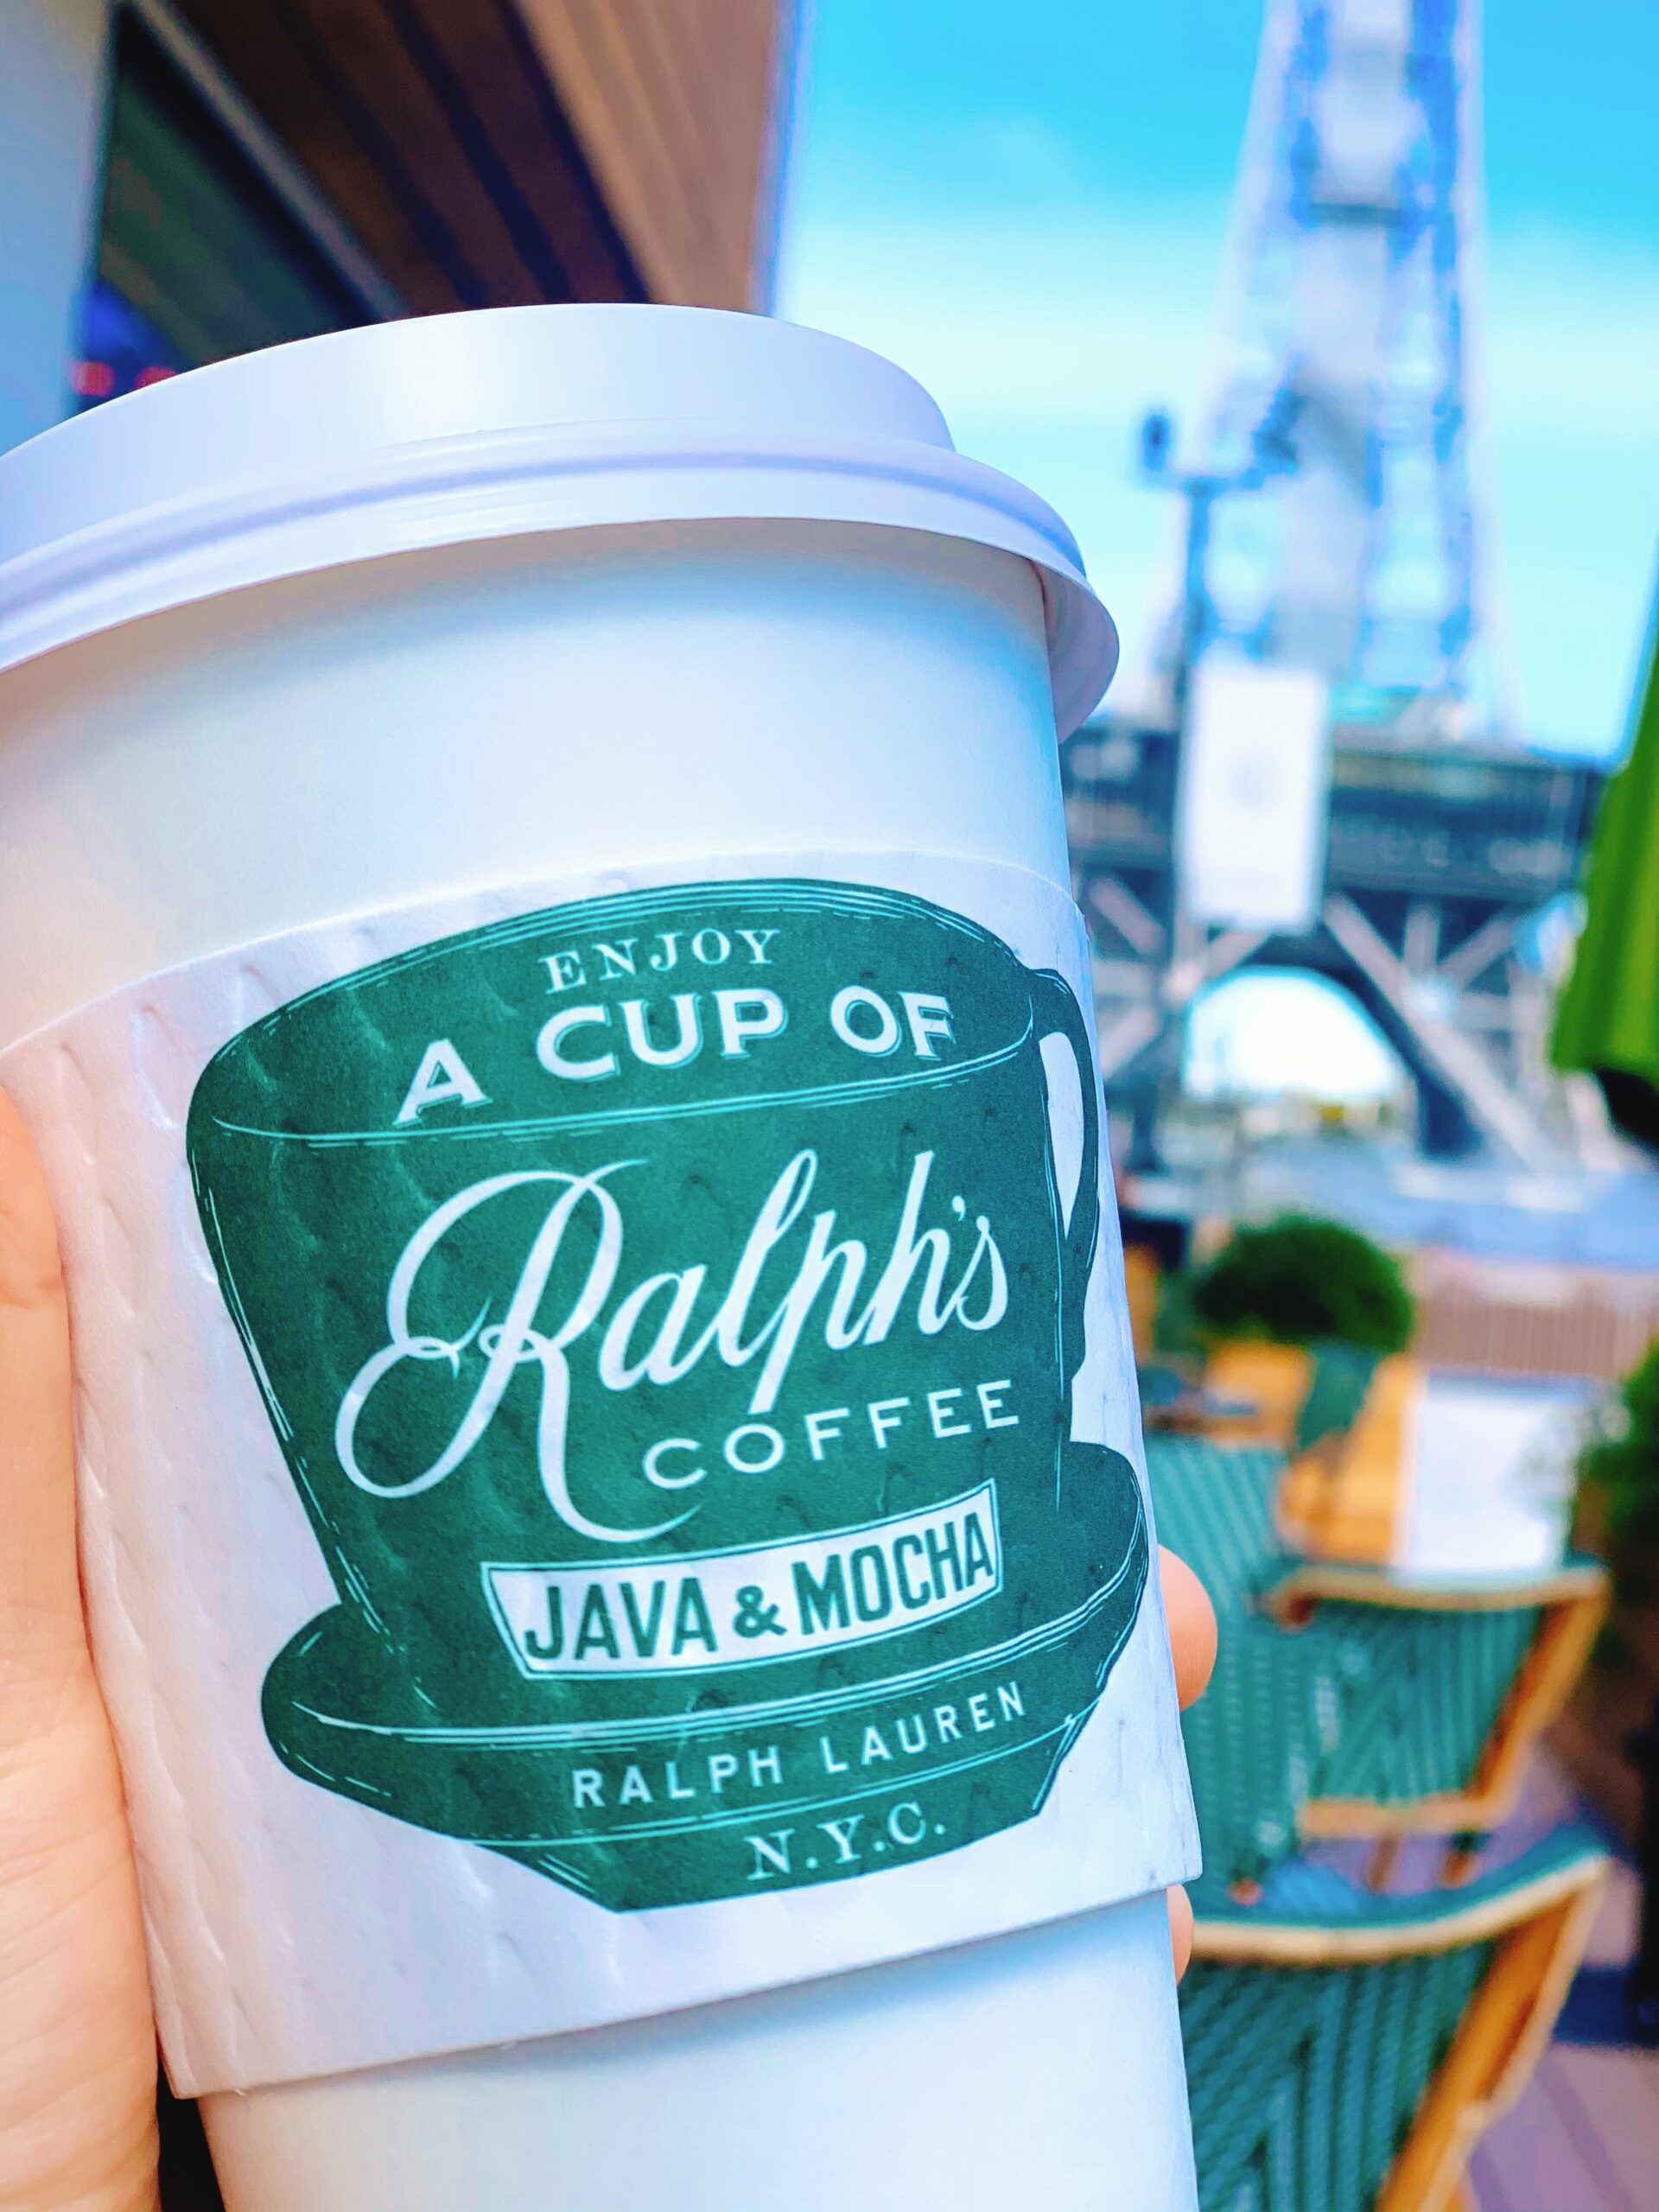 ENJOY
A CUP OF
Ralph's
COFFEE
JAVA & MOCHA
RALPH LAUREN
N.Y.C.